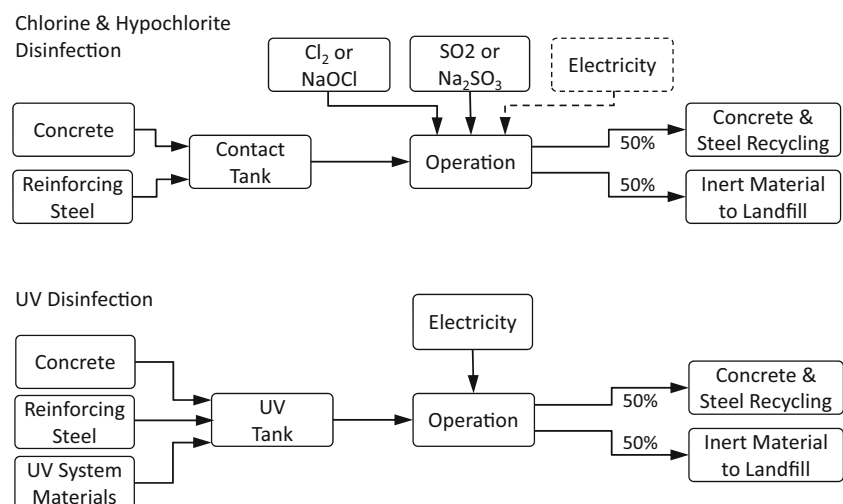 Chlorine & Hypochlorite
Disinfection
Cl₂ or
NaOCl
SO2 or
Na₂SO₃
Electricity
Concrete
Reinforcing
Steel
Contact
Tank
Operation
50%
50%
Concrete &
Steel Recycling
Inert Material
to Landfill
UV Disinfection
Electricity
Concrete
Reinforcing
Steel
UV System
Materials
UV
Tank
Operation
50%
50%
Concrete &
Steel Recycling
Inert Material
to Landfill